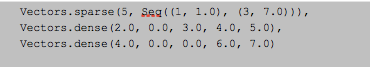 Vectors.sparse(5, Seq((1, 1.0), (3, 7.0))),
Vectors.dense(2.0, 0.0, 3.0, 4.0, 5.0),
Vectors.dense(4.0, 0.0, 0.0, 6.0, 7.0)